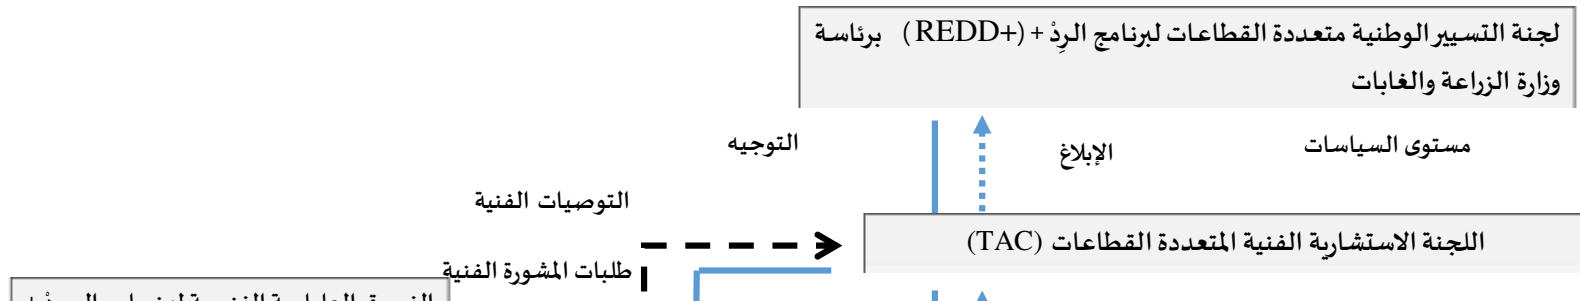 لجنة التسيير الوطنية متعددة القطاعات لبرنامج الرِدْ + (REDD+) برئاسة
وزارة الزراعة والغابات
مستوى السياسات
الإبلاغ
التوجيه
التوصيات الفنية
اللجنة الاستشارية الفنية المتعددة القطاعات (TAC)
طلبات المشورة الفنية